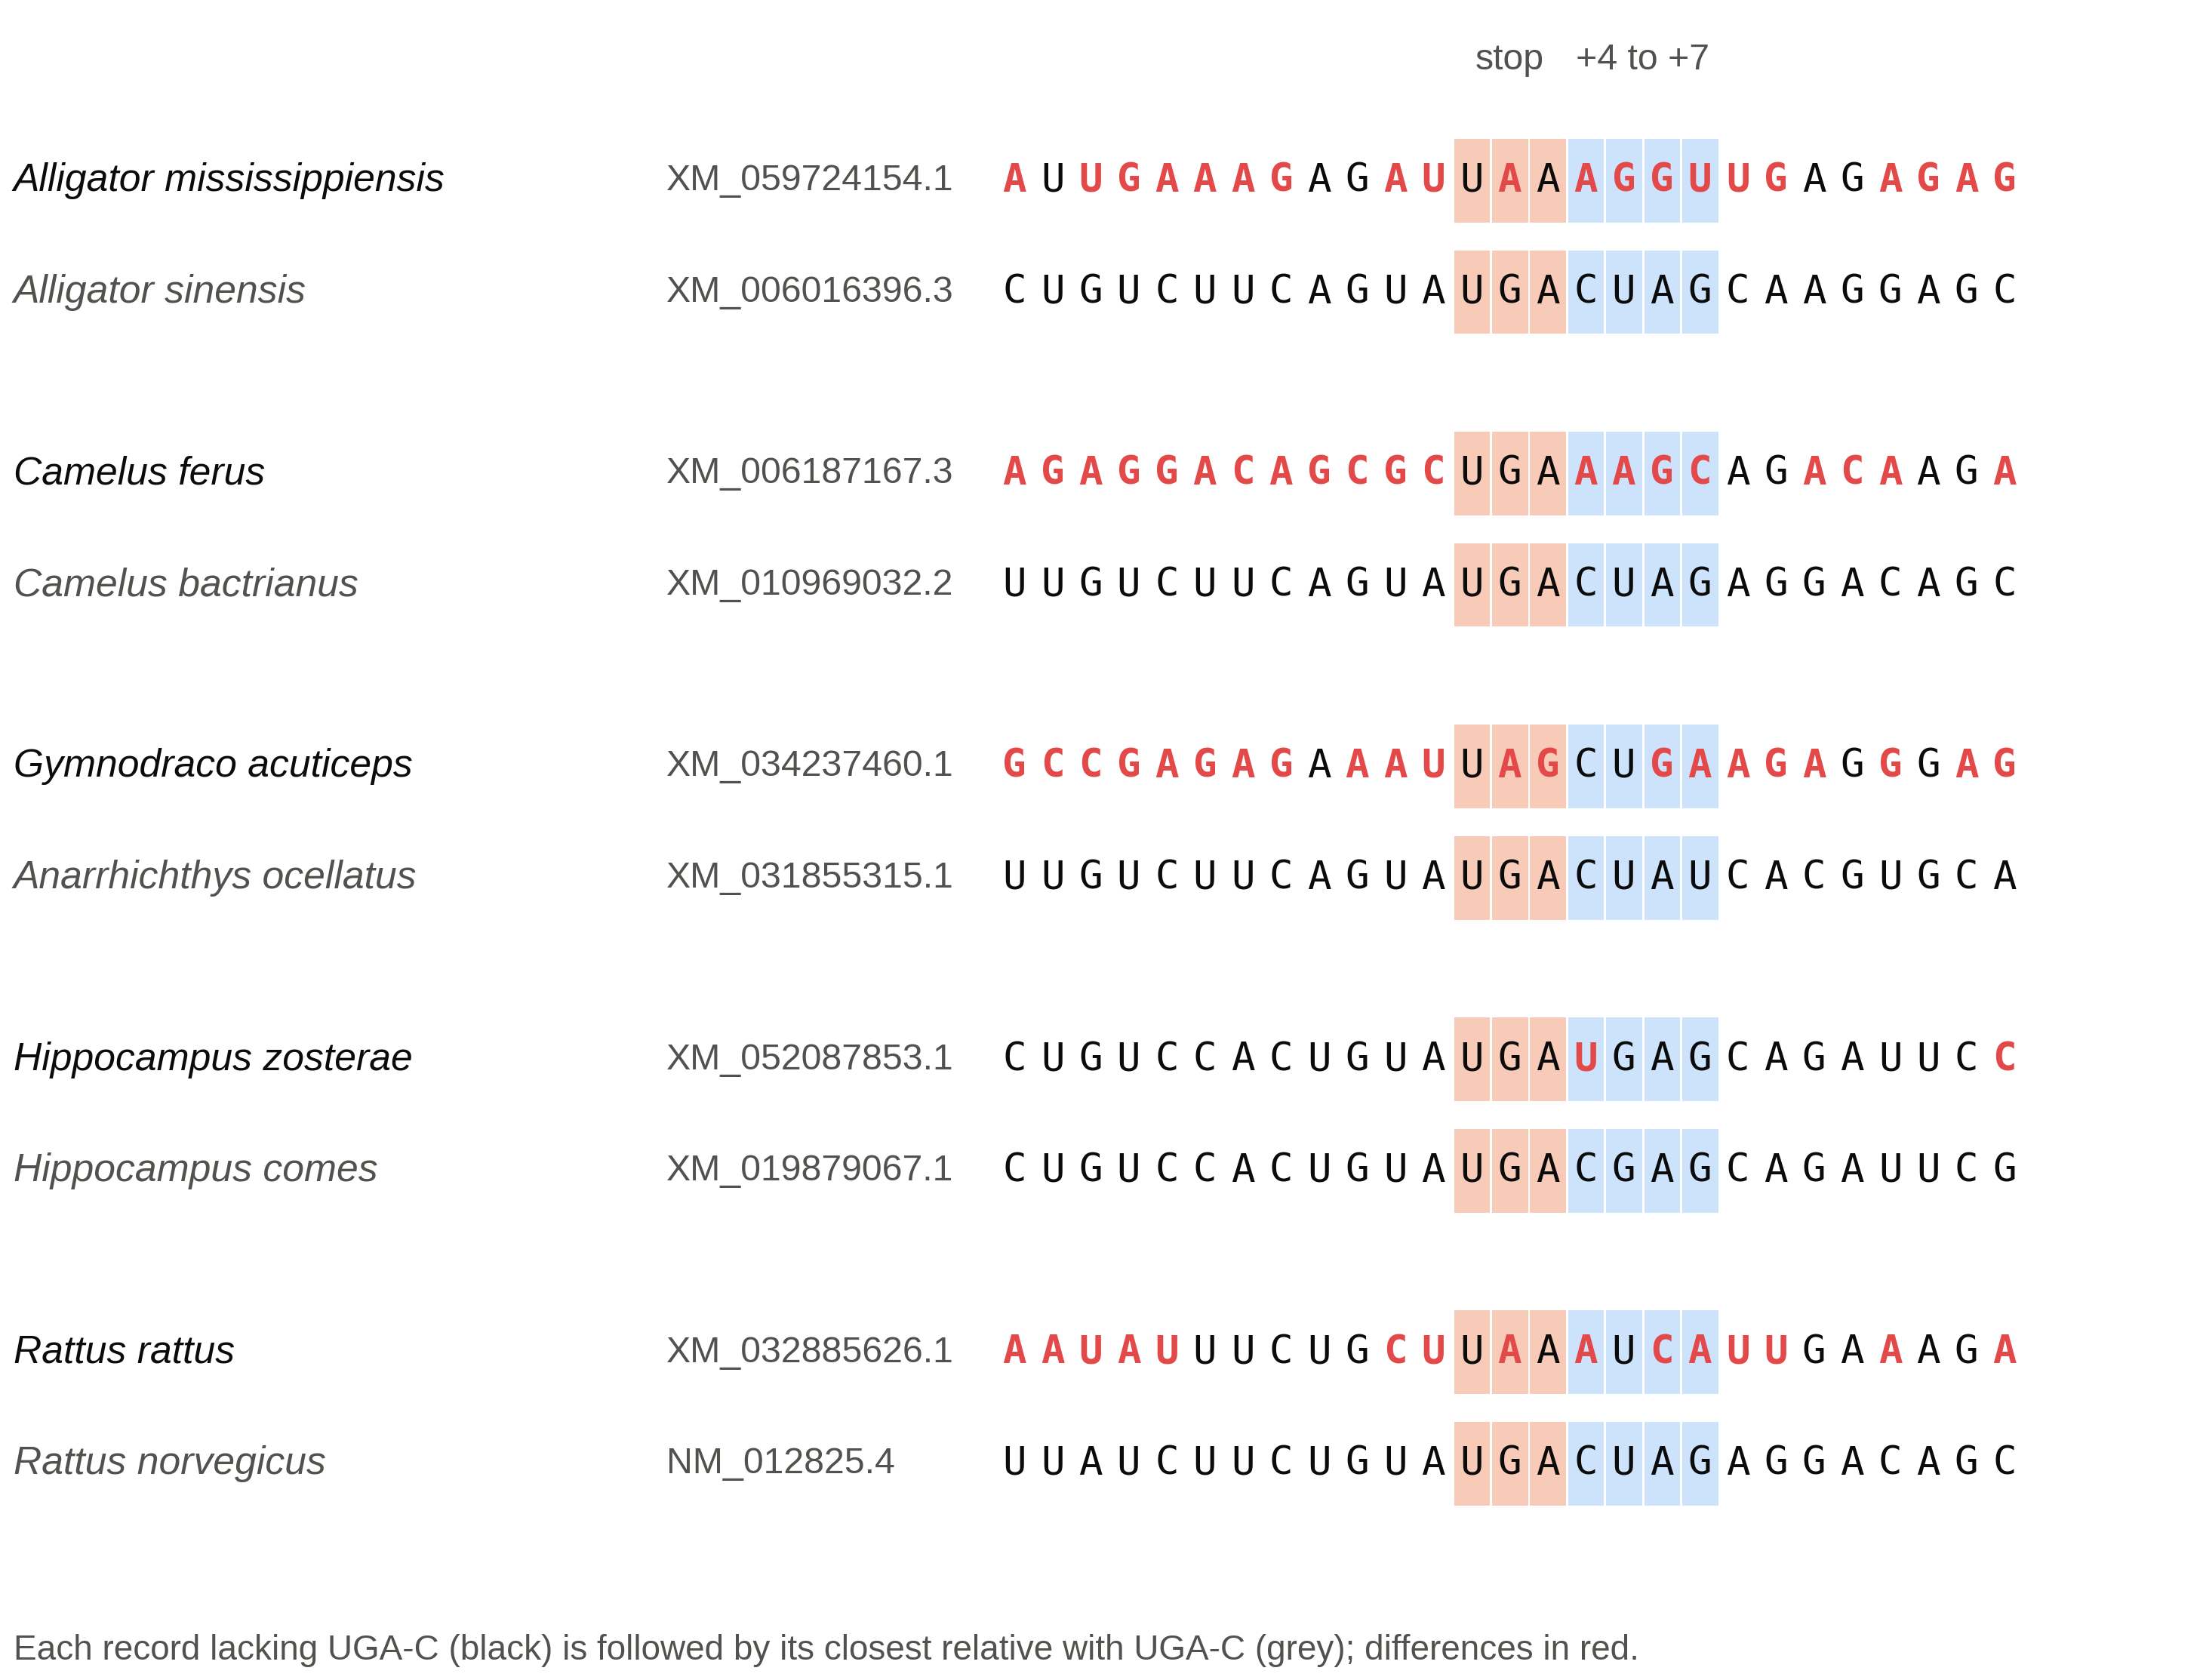 stop +4 to +7
Alligator mississippiensis XM_059724154.1 A U U G A A A G A G A U U A A A G G U U G A G A G A G
Alligator sinensis XM_006016396.3 C U G U C U U C A G U A U G A C U A G C A A G G A G C
Camelus ferus XM_006187167.3 A G A G G A C A G C G C U G A A A G C A G A C A A G A
Camelus bactrianus XM_010969032.2 U U G U C U U C A G U A U G A C U A G A G G A C A G C
Gymnodraco acuticeps XM_034237460.1 G C C G A G A G A A A U U A G C U G A A G A G G G A G
Anarrhichthys ocellatus XM_031855315.1 U U G U C U U C A G U A U G A C U A U C A C G U G C A
Hippocampus zosterae XM_052087853.1 C U G U C C A C U G U A U G A U G A G C A G A U U C C
Hippocampus comes XM_019879067.1 C U G U C C A C U G U A U G A C G A G C A G A U U C G
Rattus rattus XM_032885626.1 A A U A U U U C U G C U U A A A U C A U U G A A A G A
Rattus norvegicus NM_012825.4 U U A U C U U C U G U A U G A C U A G A G G A C A G C
Each record lacking UGA-C (black) is followed by its closest relative with UGA-C (grey); differences in red.